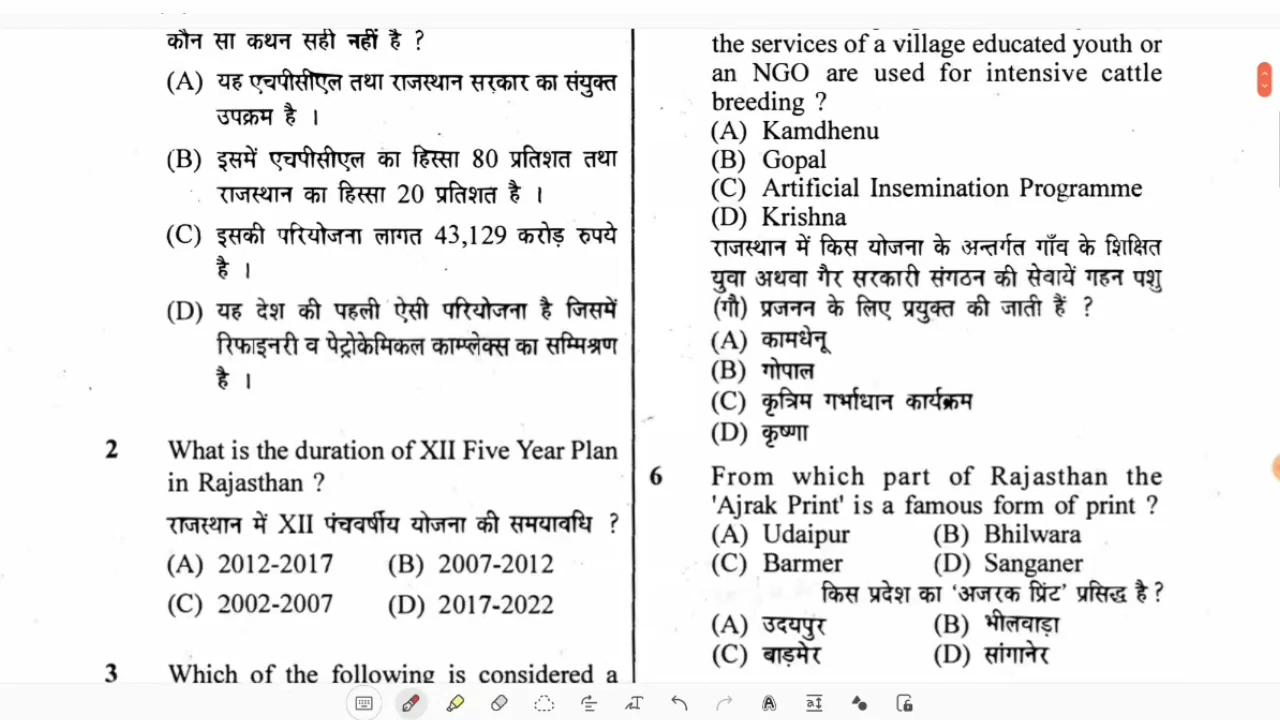 कौन सा कथन सही नहीं है ?
(A) यह एचपीसीएल तथा राजस्थान सरकार का संयुक्त
उपक्रम है ।
(B) इसमें एचपीसीएल का हिस्सा 80 प्रतिशत तथा
राजस्थान का हिस्सा 20 प्रतिशत है ।
(C) इसकी परियोजना लागत 43,129 करोड़ रुपये
है ।
(D) यह देश की पहली ऐसी परियोजना है जिसमें
रिफाइनरी व पेट्रोकेमिकल काम्प्लेक्स का सम्मिश्रण
है ।
2 What is the duration of XII Five Year Plan
in Rajasthan ?
राजस्थान में XII पंचवर्षीय योजना की समयावधि ?
(A) 2012-2017 (B) 2007-2012
(C) 2002-2007 (D) 2017-2022
3 Which of the following is considered a
the services of a village educated youth or
an NGO are used for intensive cattle
breeding ?
(A) Kamdhenu
(B) Gopal
(C) Artificial Insemination Programme
(D) Krishna
राजस्थान में किस योजना के अन्तर्गत गाँव के शिक्षित
युवा अथवा गैर सरकारी संगठन की सेवायें गहन पशु
(गौ) प्रजनन के लिए प्रयुक्त की जाती हैं ?
(A) कामधेनू
(B) गोपाल
(C) कृत्रिम गर्भाधान कार्यक्रम
(D) कृष्णा
6 From which part of Rajasthan the
'Ajrak Print' is a famous form of print ?
(A) Udaipur (B) Bhilwara
(C) Barmer (D) Sanganer
किस प्रदेश का 'अजरक प्रिंट' प्रसिद्ध है ?
(A) उदयपुर (B) भीलवाड़ा
(C) बाड़मेर (D) सांगानेर